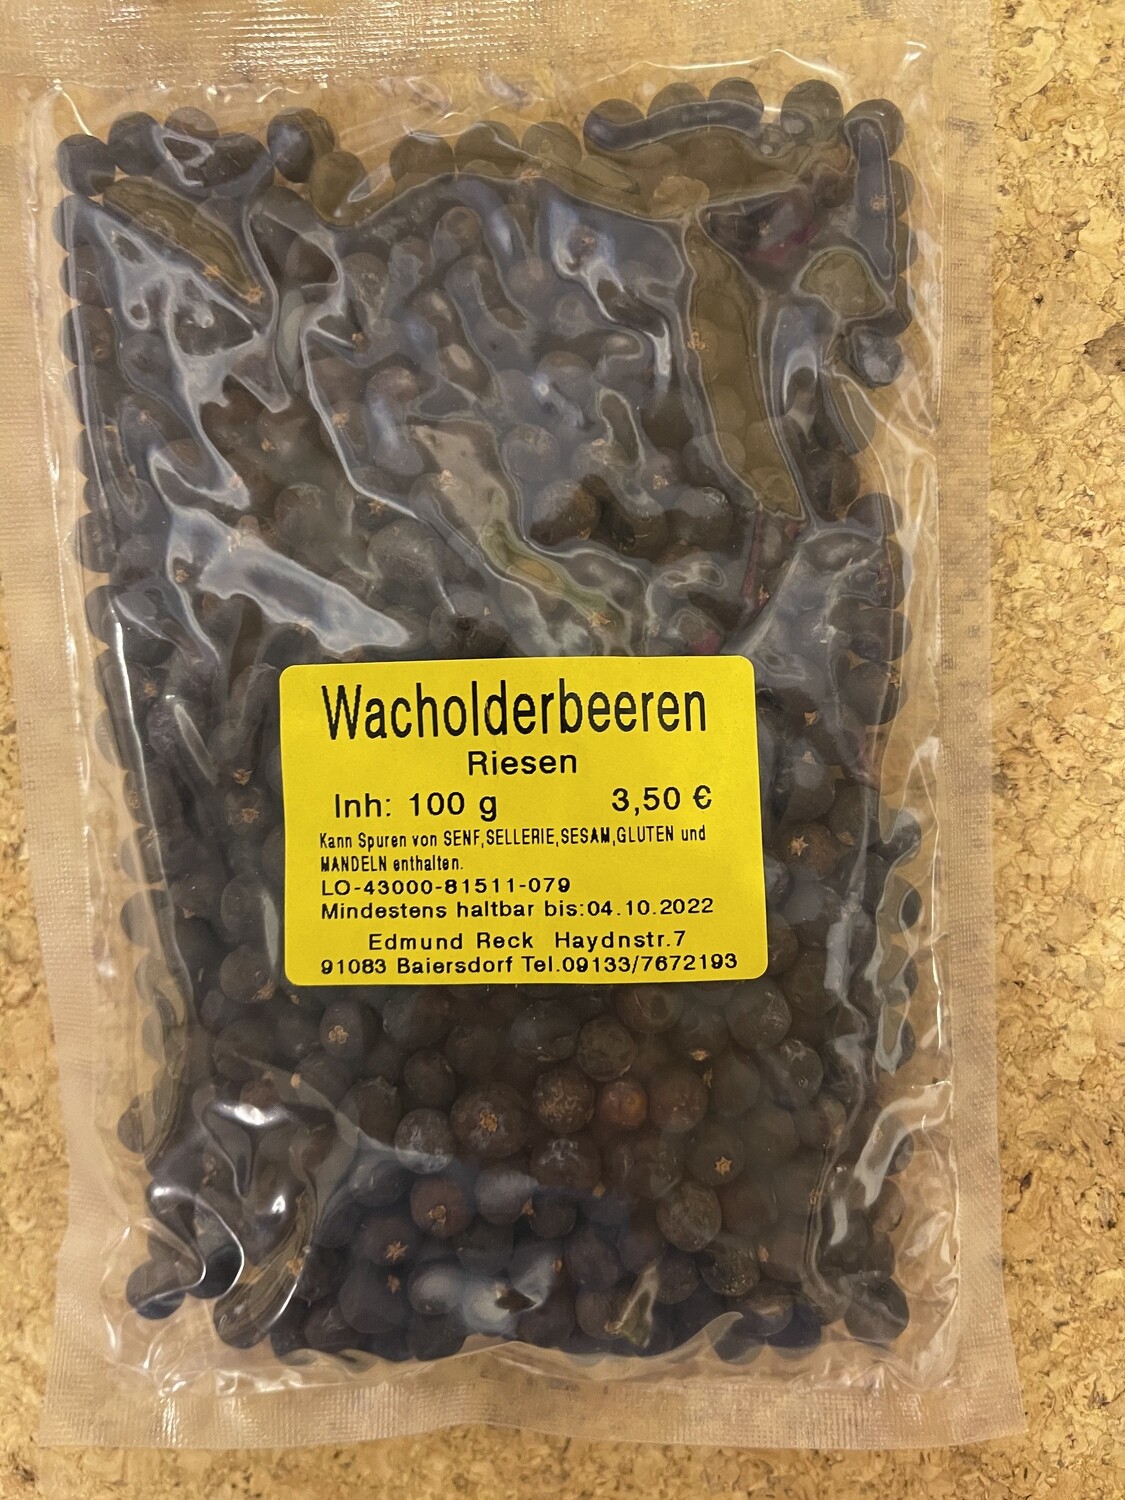 Wacholderbeeren
Riesen
Inh: 100 g 3,50 €
Kann Spuren von SENF,SELLERIE,SESAM,GLUTEN und
MANDELN enthalten.
LO-43000-81511-079
Mindestens haltbar bis:04.10.2022
Edmund Reck Haydnstr.7
91083 Baiersdorf Tel.09133/7672193